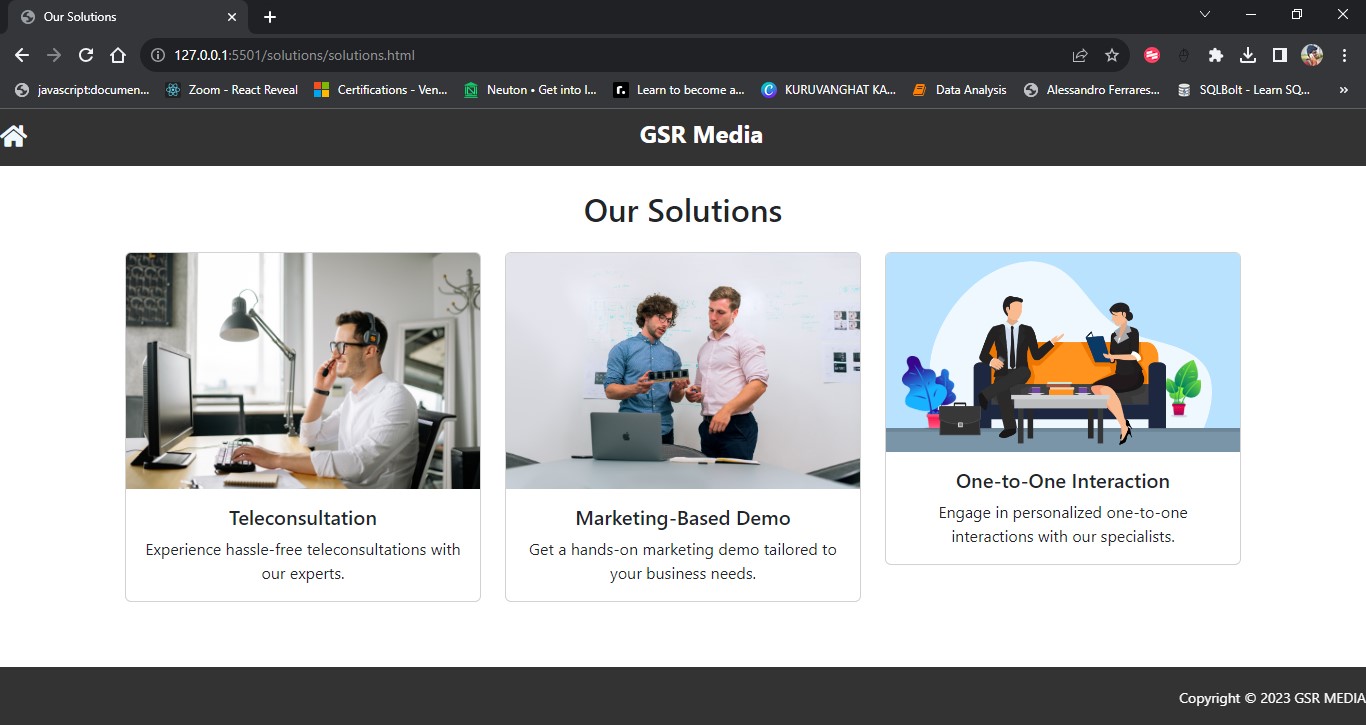 Our Solutions
127.0.0.1:5501/solutions/solutions.html
javascript:documen...
Zoom - React Reveal
Certifications - Ven...
Neuton • Get into I...
r.
Learn to become a...
C
KURUVANGHAT KA...
Data Analysis
Alessandro Ferrares...
SQLBolt - Learn SQ...
»
GSR Media
Our Solutions
Teleconsultation
Experience hassle-free teleconsultations with
our experts.
Marketing-Based Demo
Get a hands-on marketing demo tailored to
your business needs.
One-to-One Interaction
Engage in personalized one-to-one
interactions with our specialists.
Copyright © 2023 GSR MEDIA